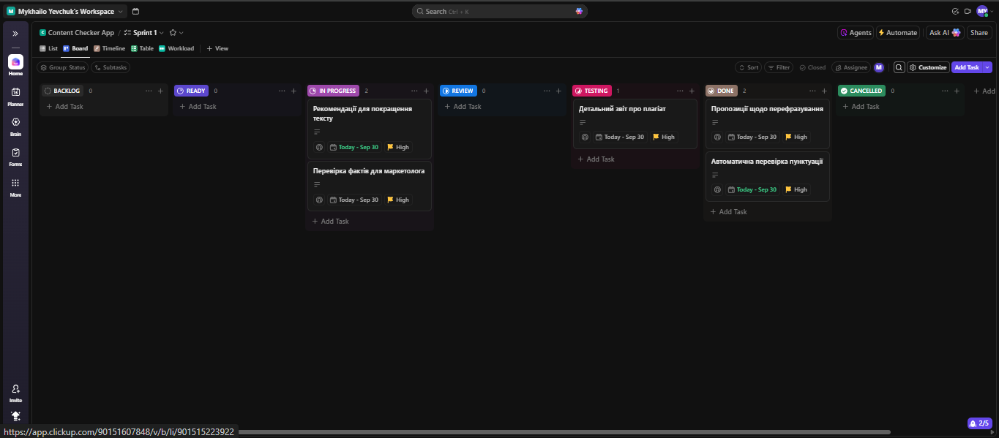 Mykhailo Yevchuk's Workspace
Search Ctrl + K
MY
Content Checker App / Sprint 1
Agents
Automate
Ask AI
Share
List
Board
Timeline
Table
Workload
+ View
Group: Status
Subtasks
Sort
Filter
Closed
Assignee
M
Customize
Add Task
Home
Planner
Brain
Forms
More
Invite
BACKLOG 0
+ Add Task
READY 0
+ Add Task
IN PROGRESS 2
Рекомендації для покращення
тексту
Today - Sep 30
High
Перевірка фактів для маркетолога
Today - Sep 30
High
+ Add Task
REVIEW 0
+ Add Task
TESTING 1
Детальний звіт про плагіат
Today - Sep 30
High
+ Add Task
DONE 2
Пропозиції щодо перефразування
Today - Sep 30
High
Автоматична перевірка пунктуації
Today - Sep 30
High
+ Add Task
CANCELLED 0
+ Add Task
+ Add
2/5
https://app.clickup.com/90151607848/v/b/li/901515223922